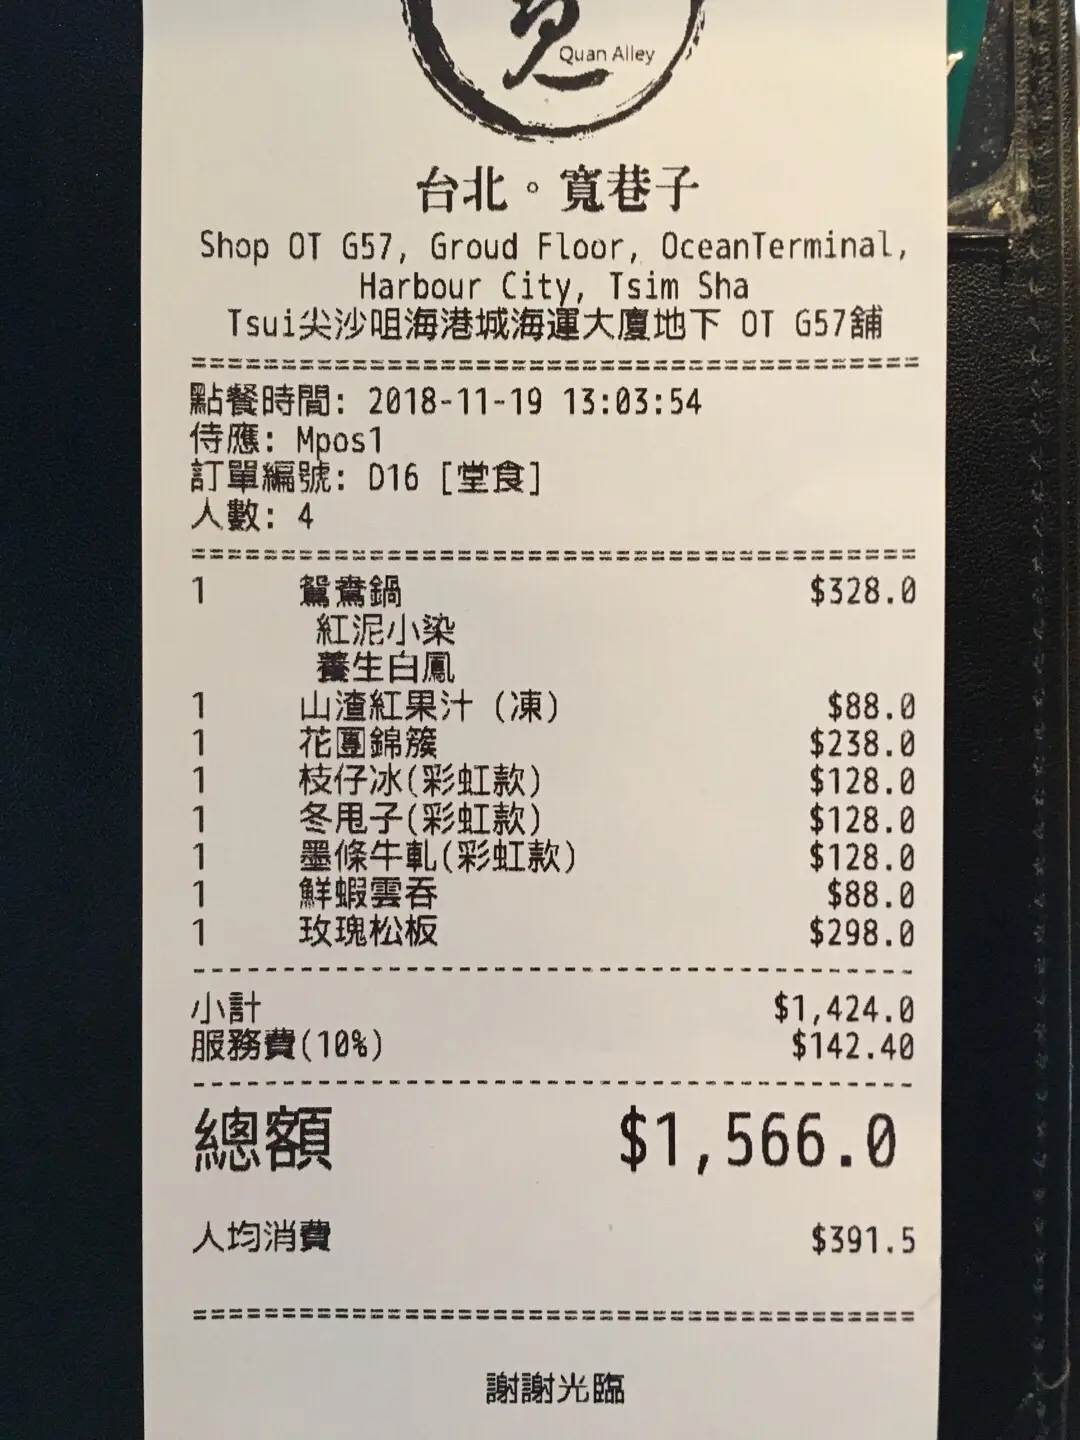 Quan Alley
台北。寬巷子
Shop OT G57, Groud Floor, OceanTerminal,
Harbour City, Tsim Sha
Tsui尖沙咀海港城海運大廈地下 OT G57舖
點餐時間: 2018-11-19 13:03:54
侍應: Mpos1
訂單編號: D16 [堂食]
人數: 4
1 鴛鴦鍋 $328.0
紅泥小染
養生白鳳
1 山渣紅果汁 (凍) $88.0
1 花團錦簇 $238.0
1 枝仔冰(彩虹款) $128.0
1 冬甩子(彩虹款) $128.0
1 墨條牛軋(彩虹款) $128.0
1 鮮蝦雲吞 $88.0
1 玫瑰松板 $298.0
小計 $1,424.0
服務費(10%) $142.40
總額 $1,566.0
人均消費 $391.5
謝謝光臨